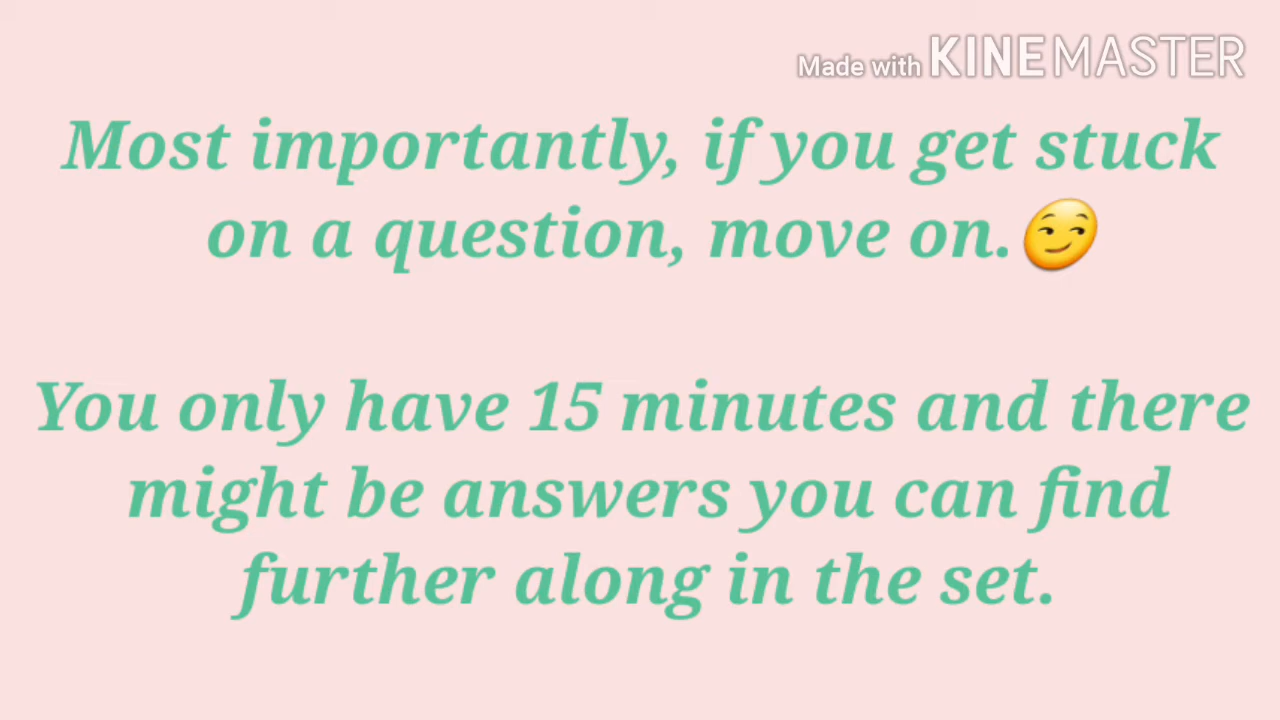 Made with KINEMASTER
Most importantly, if you get stuck
on a question, move on.😏
You only have 15 minutes and there
might be answers you can find
further along in the set.